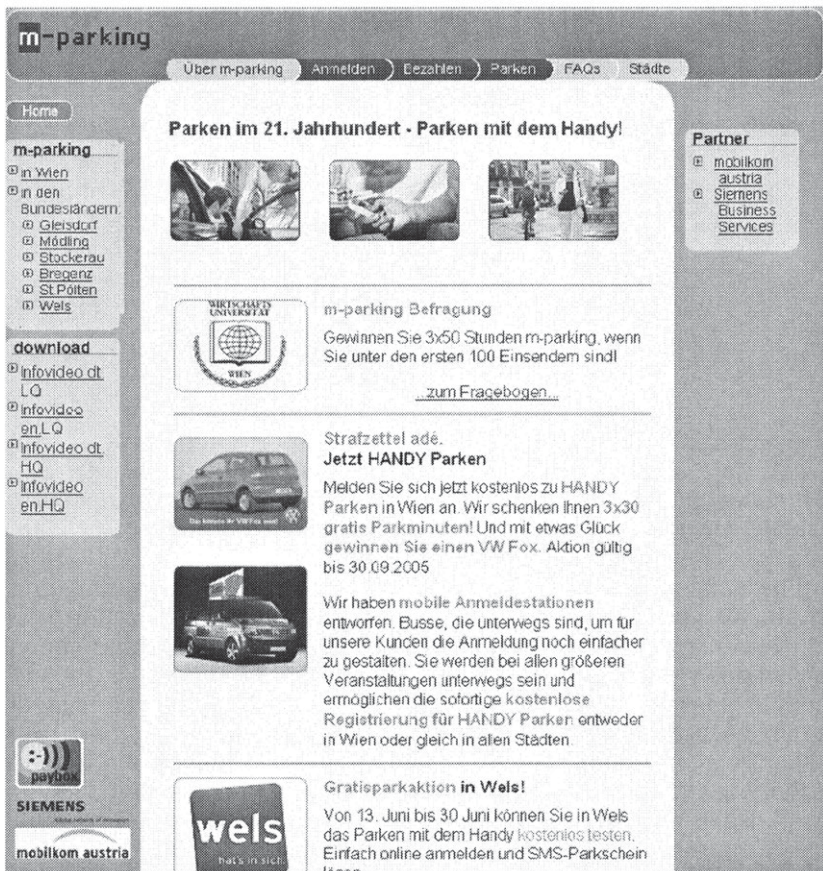 m-parking
Über m-parking Anmelden Bezahlen Parken FAQs Städte
Home
m-parking
in Wien
in den
Bundesländern:
Gleisdorf
Mödling
Stockerau
Bregenz
St.Pölten
Wels
download
Infovideo dt.
LQ
Infovideo
en.LQ
Infovideo dt.
HQ
Infovideo
en.HQ
paybox
SIEMENS
mobilkom austria
Parken im 21. Jahrhundert - Parken mit dem Handy!
WIRTSCHAFTS
UNIVERSITÄT
WIEN
m-parking Befragung
Gewinnen Sie 3x50 Stunden m-parking, wenn
Sie unter den ersten 100 Einsendern sind!
...zum Fragebogen...
Strafzettel adé.
Jetzt HANDY Parken
Melden Sie sich jetzt kostenlos zu HANDY
Parken in Wien an. Wir schenken Ihnen 3x30
gratis Parkminuten! Und mit etwas Glück
gewinnen Sie einen VW Fox. Aktion gültig
bis 30.09.2005
Wir haben mobile Anmeldestationen
entworfen. Busse, die unterwegs sind, um für
unsere Kunden die Anmeldung noch einfacher
zu gestalten. Sie werden bei allen größeren
Veranstaltungen unterwegs sein und
ermöglichen die sofortige kostenlose
Registrierung für HANDY Parken entweder
in Wien oder gleich in allen Städten.
wels
hat's in sich.
Gratisparkaktion in Wels!
Von 13. Juni bis 30 Juni können Sie in Wels
das Parken mit dem Handy kostenlos testen.
Einfach online anmelden und SMS-Parkschein
Partner
mobilkom
austria
Siemens
Business
Services